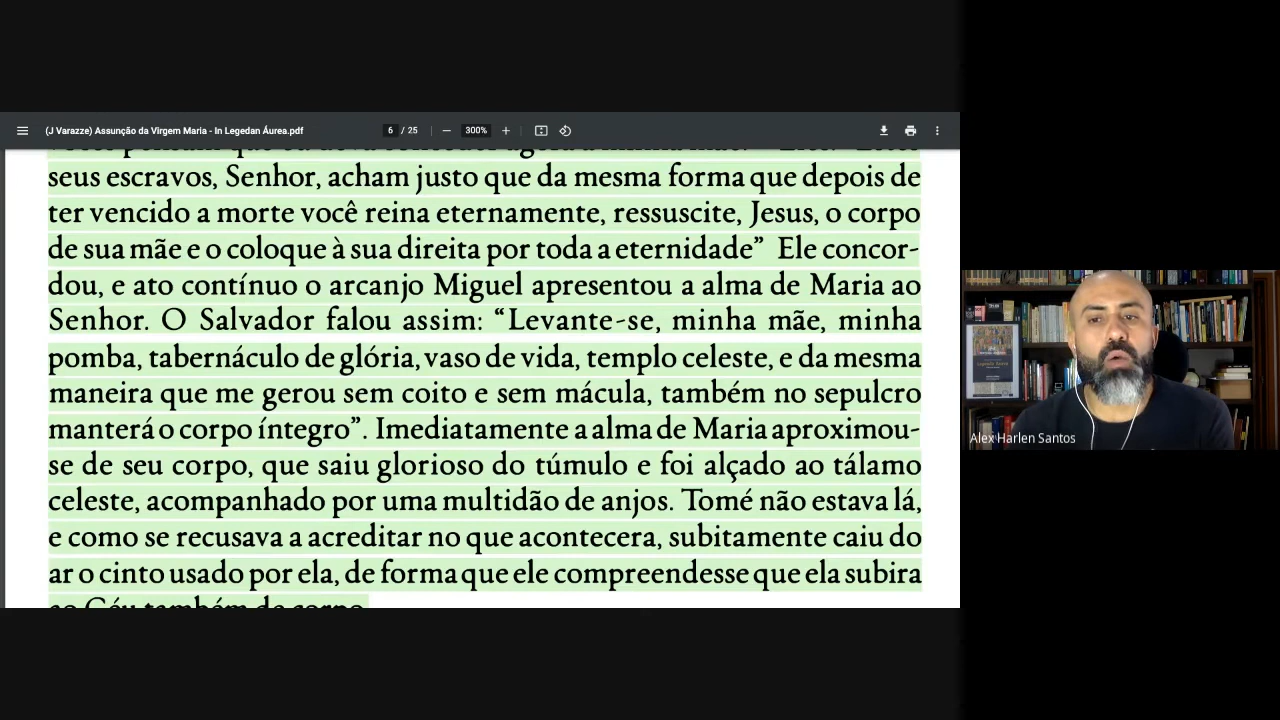 (J Varazze) Assunção da Virgem Maria - In Legedan Áurea.pdf
6 / 25
300%
seus escravos, Senhor, acham justo que da mesma forma que depois de
ter vencido a morte você reina eternamente, ressuscite, Jesus, o corpo
de sua mãe e o coloque à sua direita por toda a eternidade” Ele concor-
dou, e ato contínuo o arcanjo Miguel apresentou a alma de Maria ao
Senhor. O Salvador falou assim: “Levante-se, minha mãe, minha
pomba, tabernáculo de glória, vaso de vida, templo celeste, e da mesma
maneira que me gerou sem coito e sem mácula, também no sepulcro
manterá o corpo íntegro”. Imediatamente a alma de Maria aproximou-
se de seu corpo, que saiu glorioso do túmulo e foi alçado ao tálamo
celeste, acompanhado por uma multidão de anjos. Tomé não estava lá,
e como se recusava a acreditar no que acontecera, subitamente caiu do
ar o cinto usado por ela, de forma que ele compreendesse que ela subira
ao Céu também de corpo
Alex Harlen Santos